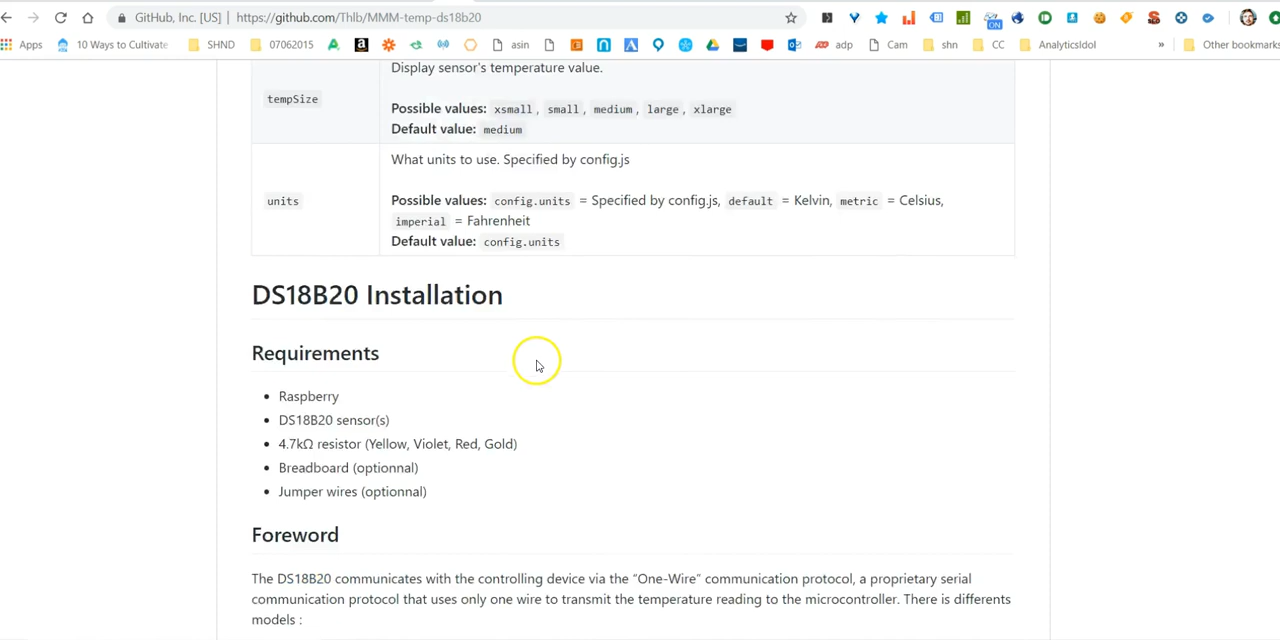 GitHub, Inc. [US] | https://github.com/Thlb/MMM-temp-ds18b20
Apps 10 Ways to Cultivate SHND 07062015 asin adp Cam shn CC AnalyticsIdol » Other bookmarks
ON
Display sensor's temperature value.
tempSize
Possible values: xsmall, small, medium, large, xlarge
Default value: medium
What units to use. Specified by config.js
units
Possible values: config.units = Specified by config.js, default = Kelvin, metric = Celsius,
imperial = Fahrenheit
Default value: config.units
DS18B20 Installation
Requirements
• Raspberry
• DS18B20 sensor(s)
• 4.7kΩ resistor (Yellow, Violet, Red, Gold)
• Breadboard (optionnal)
• Jumper wires (optionnal)
Foreword
The DS18B20 communicates with the controlling device via the “One-Wire” communication protocol, a proprietary serial
communication protocol that uses only one wire to transmit the temperature reading to the microcontroller. There is differents
models :